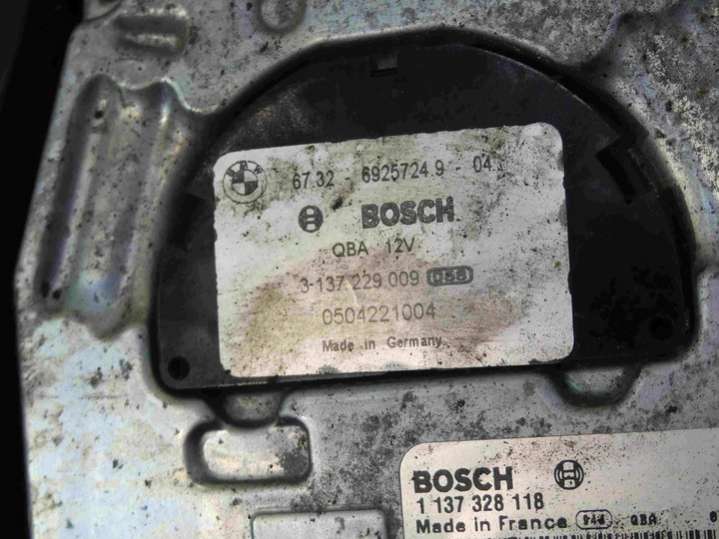 67.32 - 6925724.9 - 04
BOSCH
QBA 12V
3-137 229 009
0504221004
Made in Germany
BOSCH
1 137 328 118
Made in France QBA 0